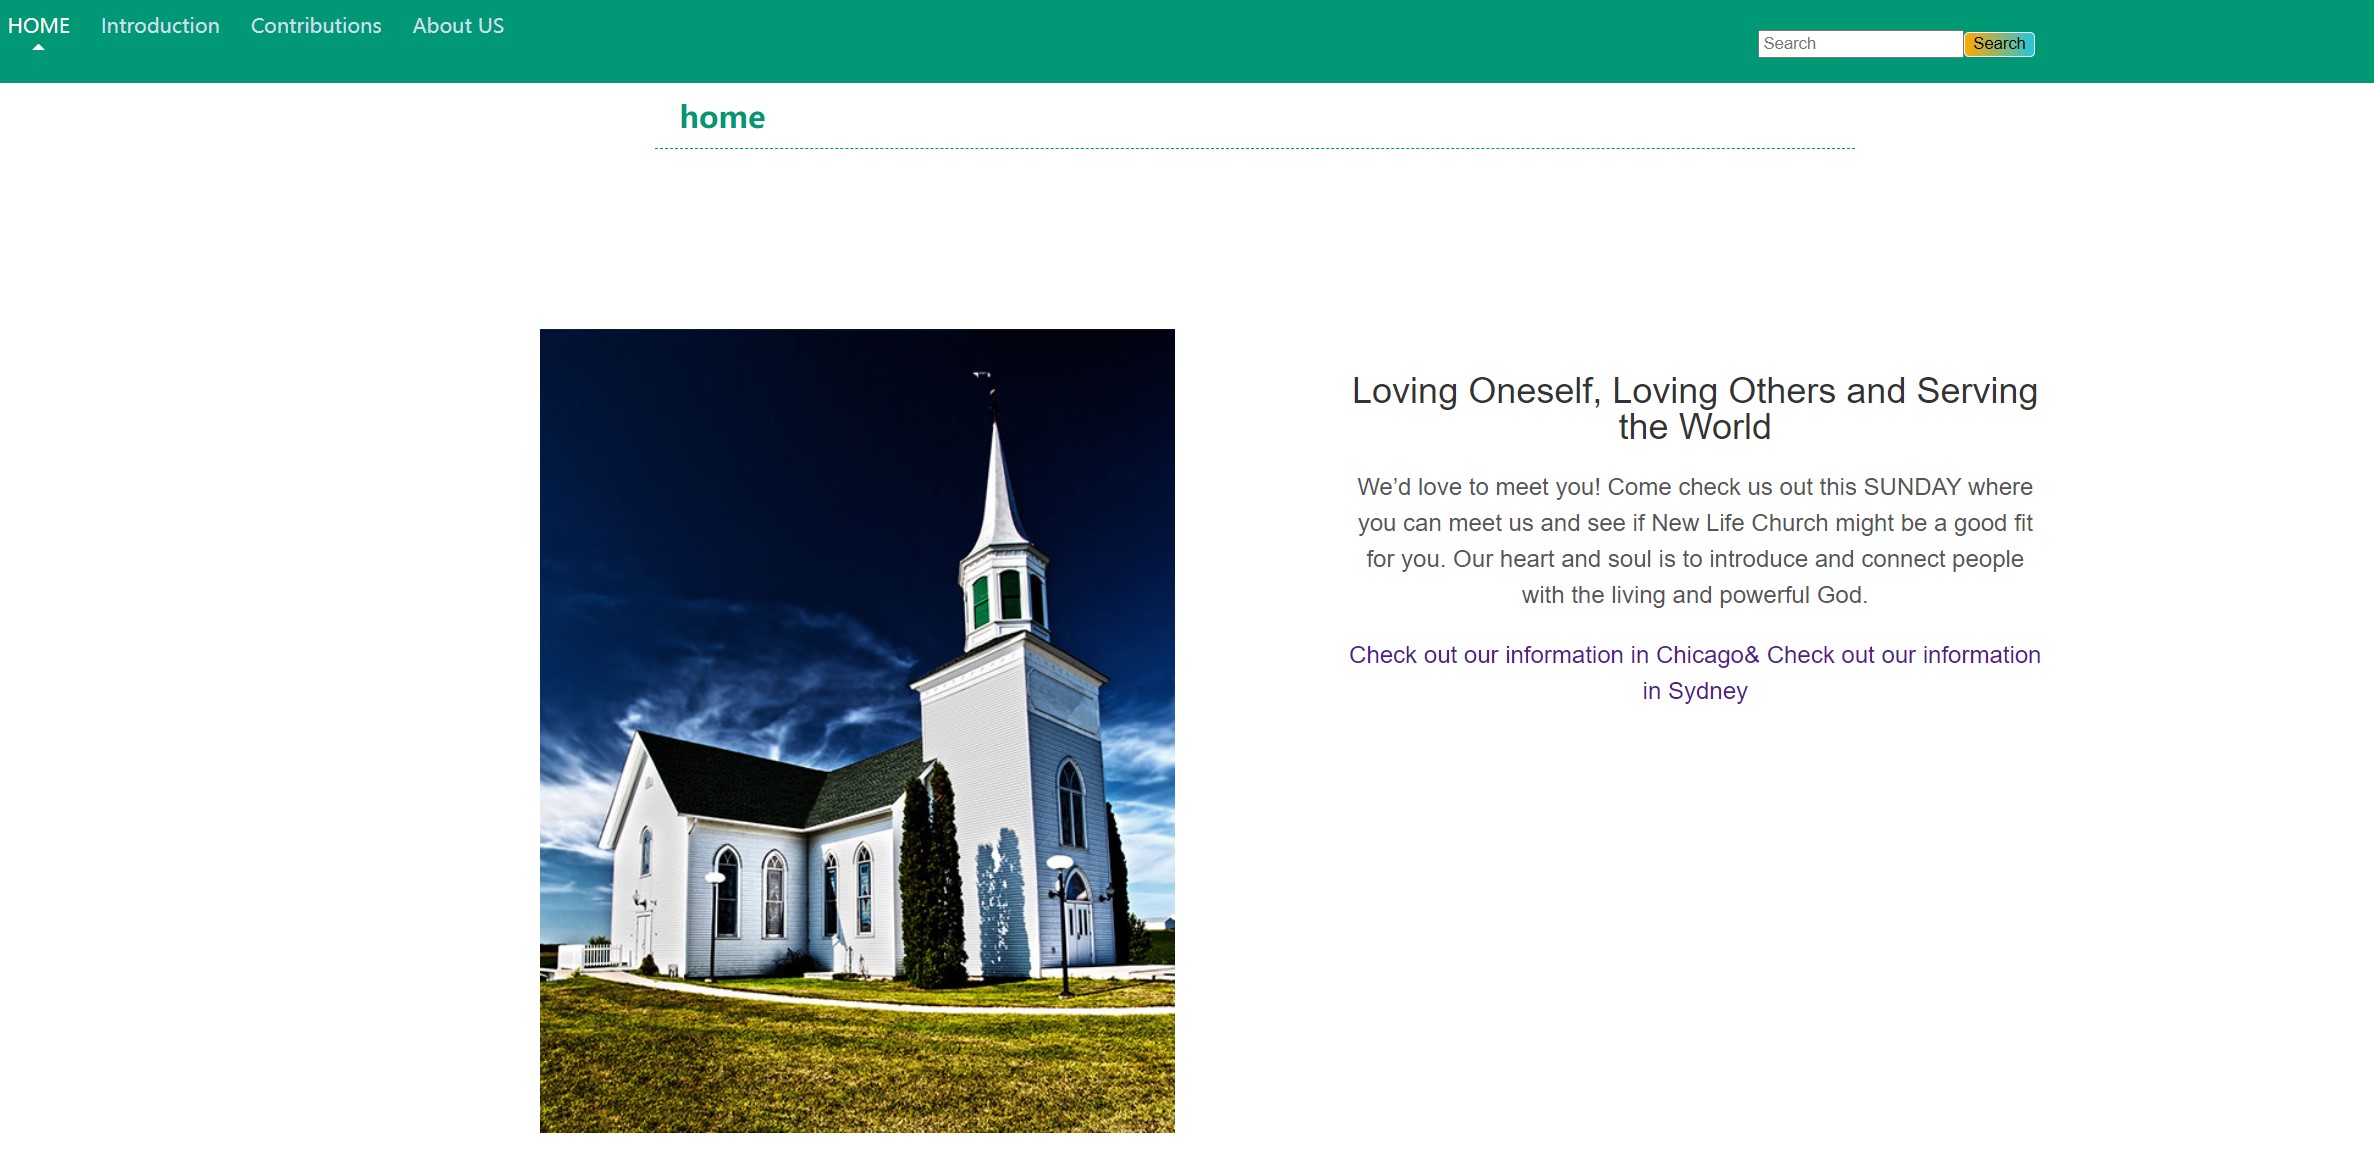 HOME Introduction Contributions About US
Search Search
home
Loving Oneself, Loving Others and Serving
the World
We’d love to meet you! Come check us out this SUNDAY where
you can meet us and see if New Life Church might be a good fit
for you. Our heart and soul is to introduce and connect people
with the living and powerful God.
Check out our information in Chicago& Check out our information
in Sydney